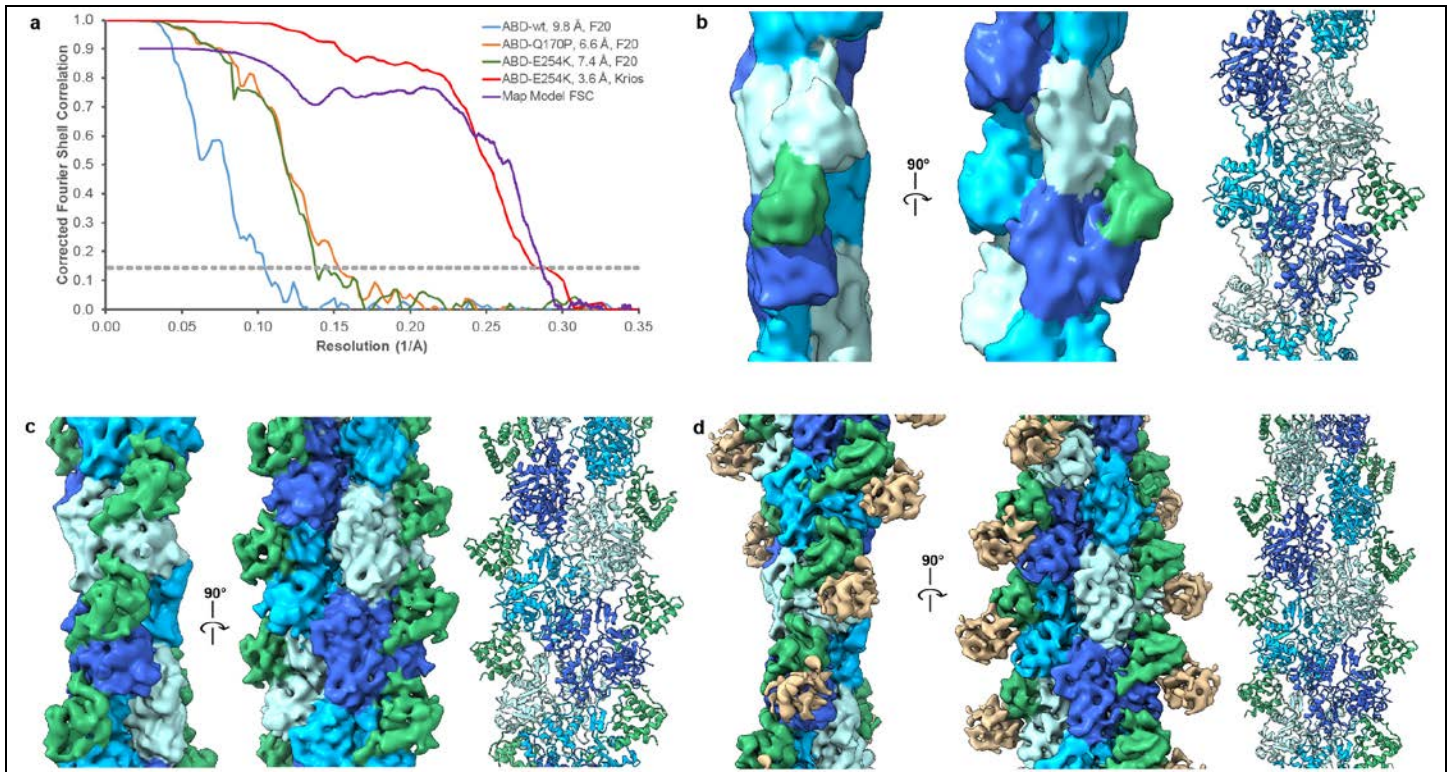 a
Corrected Fourier Shell Correlation
1.0
0.9
0.8
0.7
0.6
0.5
0.4
0.3
0.2
0.1
0.0
0.00 0.05 0.10 0.15 0.20 0.25 0.30 0.35
Resolution (1/Å)
ABD-wt, 9.8 Å, F20
ABD-Q170P, 6.6 Å, F20
ABD-E254K, 7.4 Å, F20
ABD-E254K, 3.6 Å, Krios
Map Model FSC
b
90°
c
90°
d
90°